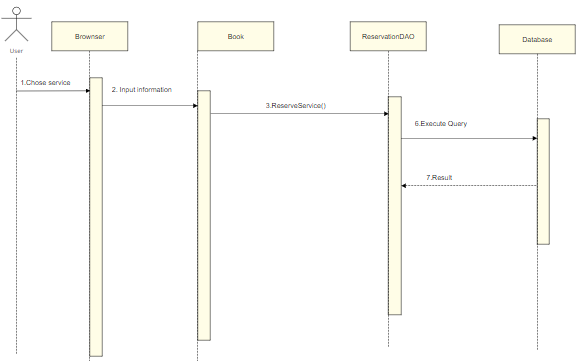 User
Brownser
Book
ReservationDAO
Database
1.Chose service
2. Input information
3.ReserveService()
6.Execute Query
7.Result